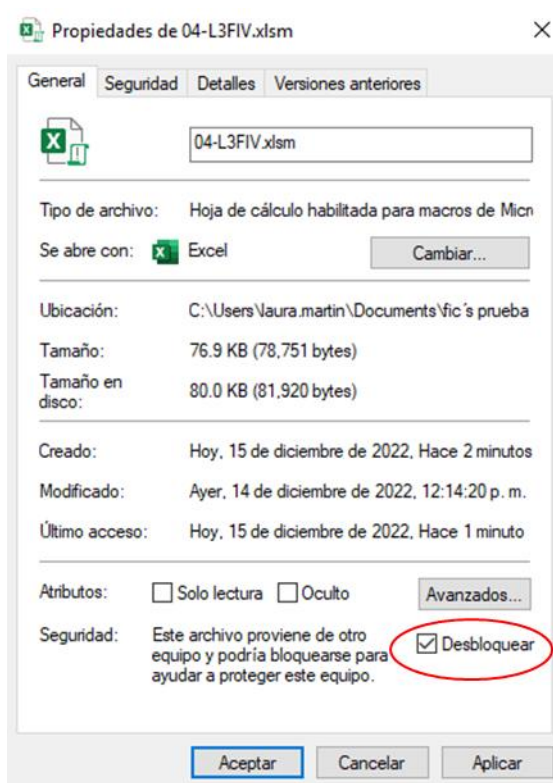 Propiedades de 04-L3FIV.xlsm
General Seguridad Detalles Versiones anteriores
04-L3FIV.xlsm
Tipo de archivo: Hoja de cálculo habilitada para macros de Micr
Se abre con: Excel Cambiar...
Ubicación: C:\Users\laura.martin\Documents\fic´s prueba
Tamaño: 76.9 KB (78,751 bytes)
Tamaño en
disco: 80.0 KB (81,920 bytes)
Creado: Hoy, 15 de diciembre de 2022, Hace 2 minutos
Modificado: Ayer, 14 de diciembre de 2022, 12:14:20 p. m.
Último acceso: Hoy, 15 de diciembre de 2022, Hace 1 minuto
Atributos: Solo lectura Oculto Avanzados...
Seguridad: Este archivo proviene de otro Desbloquear
equipo y podría bloquearse para
ayudar a proteger este equipo.
Aceptar Cancelar Aplicar